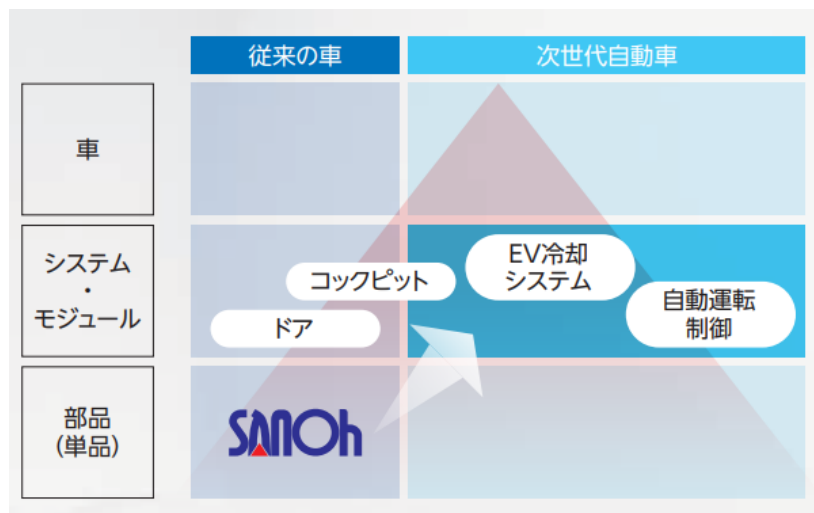 従来の車
次世代自動車
車
システム
・
モジュール
コックピット
ドア
EV冷却
システム
自動運転
制御
部品
(単品)
SANOh